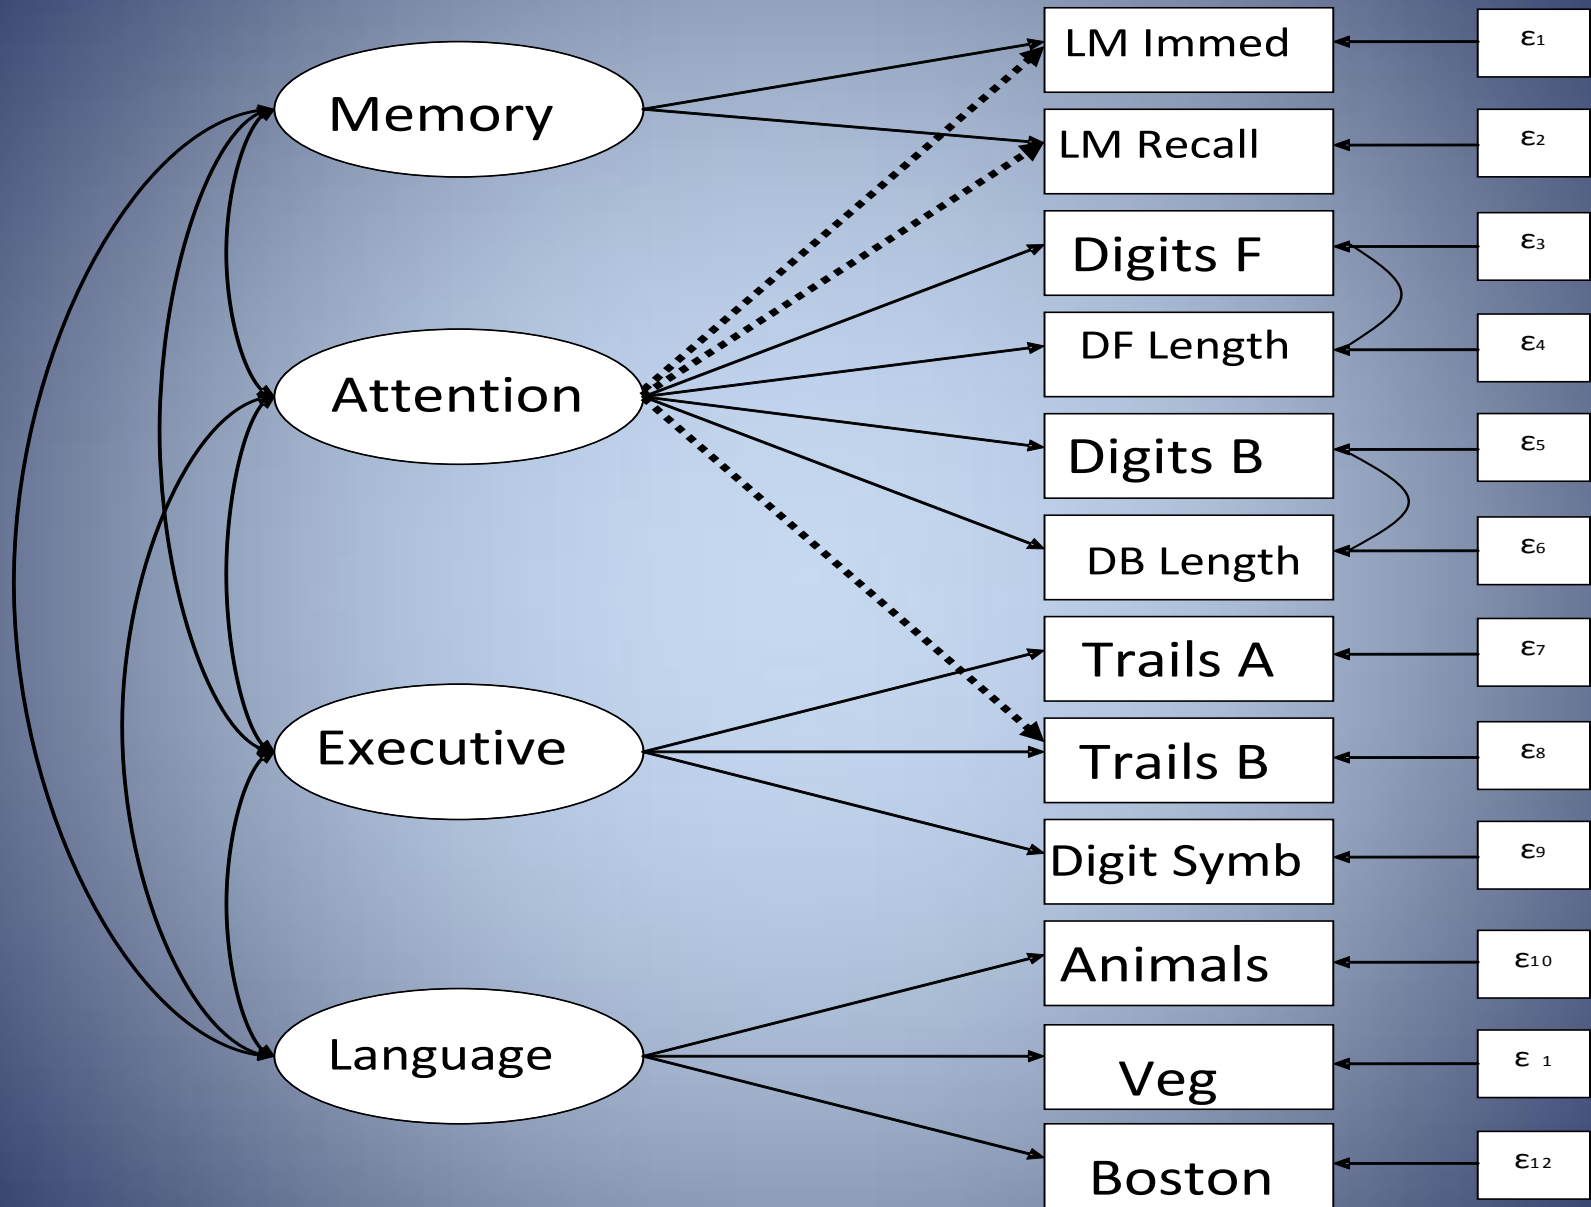 Memory
Attention
Executive
Language
LM Immed
LM Recall
Digits F
DF Length
Digits B
DB Length
Trails A
Trails B
Digit Symb
Animals
Veg
Boston
ε1
ε2
ε3
ε4
ε5
ε6
ε7
ε8
ε9
ε10
ε 1
ε12